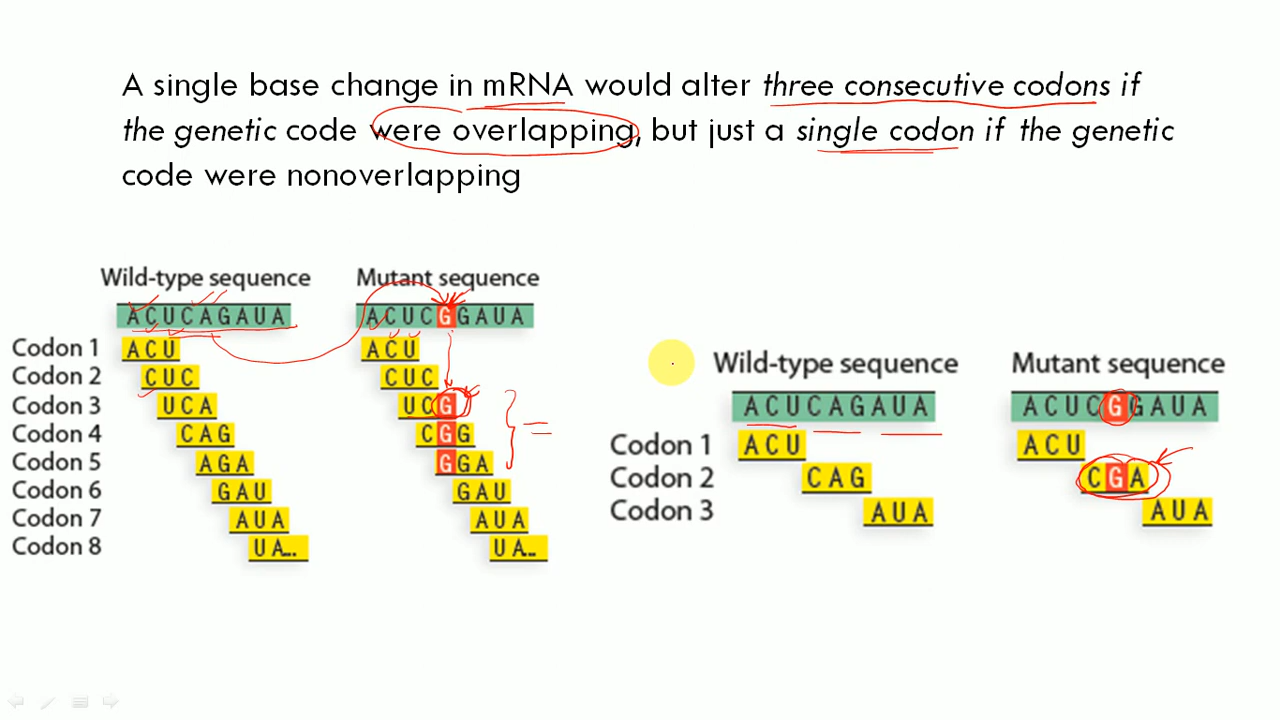 A single base change in mRNA would alter three consecutive codons if
the genetic code were overlapping, but just a single codon if the genetic
code were nonoverlapping
Wild-type sequence
ACUCAGAUA
Codon 1 ACU
Codon 2 CUC
Codon 3 UCA
Codon 4 CAG
Codon 5 AGA
Codon 6 GAU
Codon 7 AUA
Codon 8 UA...
Mutant sequence
ACUCGGAUA
ACU
CUC
UCG
CGG
GGA
GAU
AUA
UA...
Wild-type sequence
ACUCAGAUA
Codon 1 ACU
Codon 2 CAG
Codon 3 AUA
Mutant sequence
ACUCGGAUA
ACU
CGA
AUA